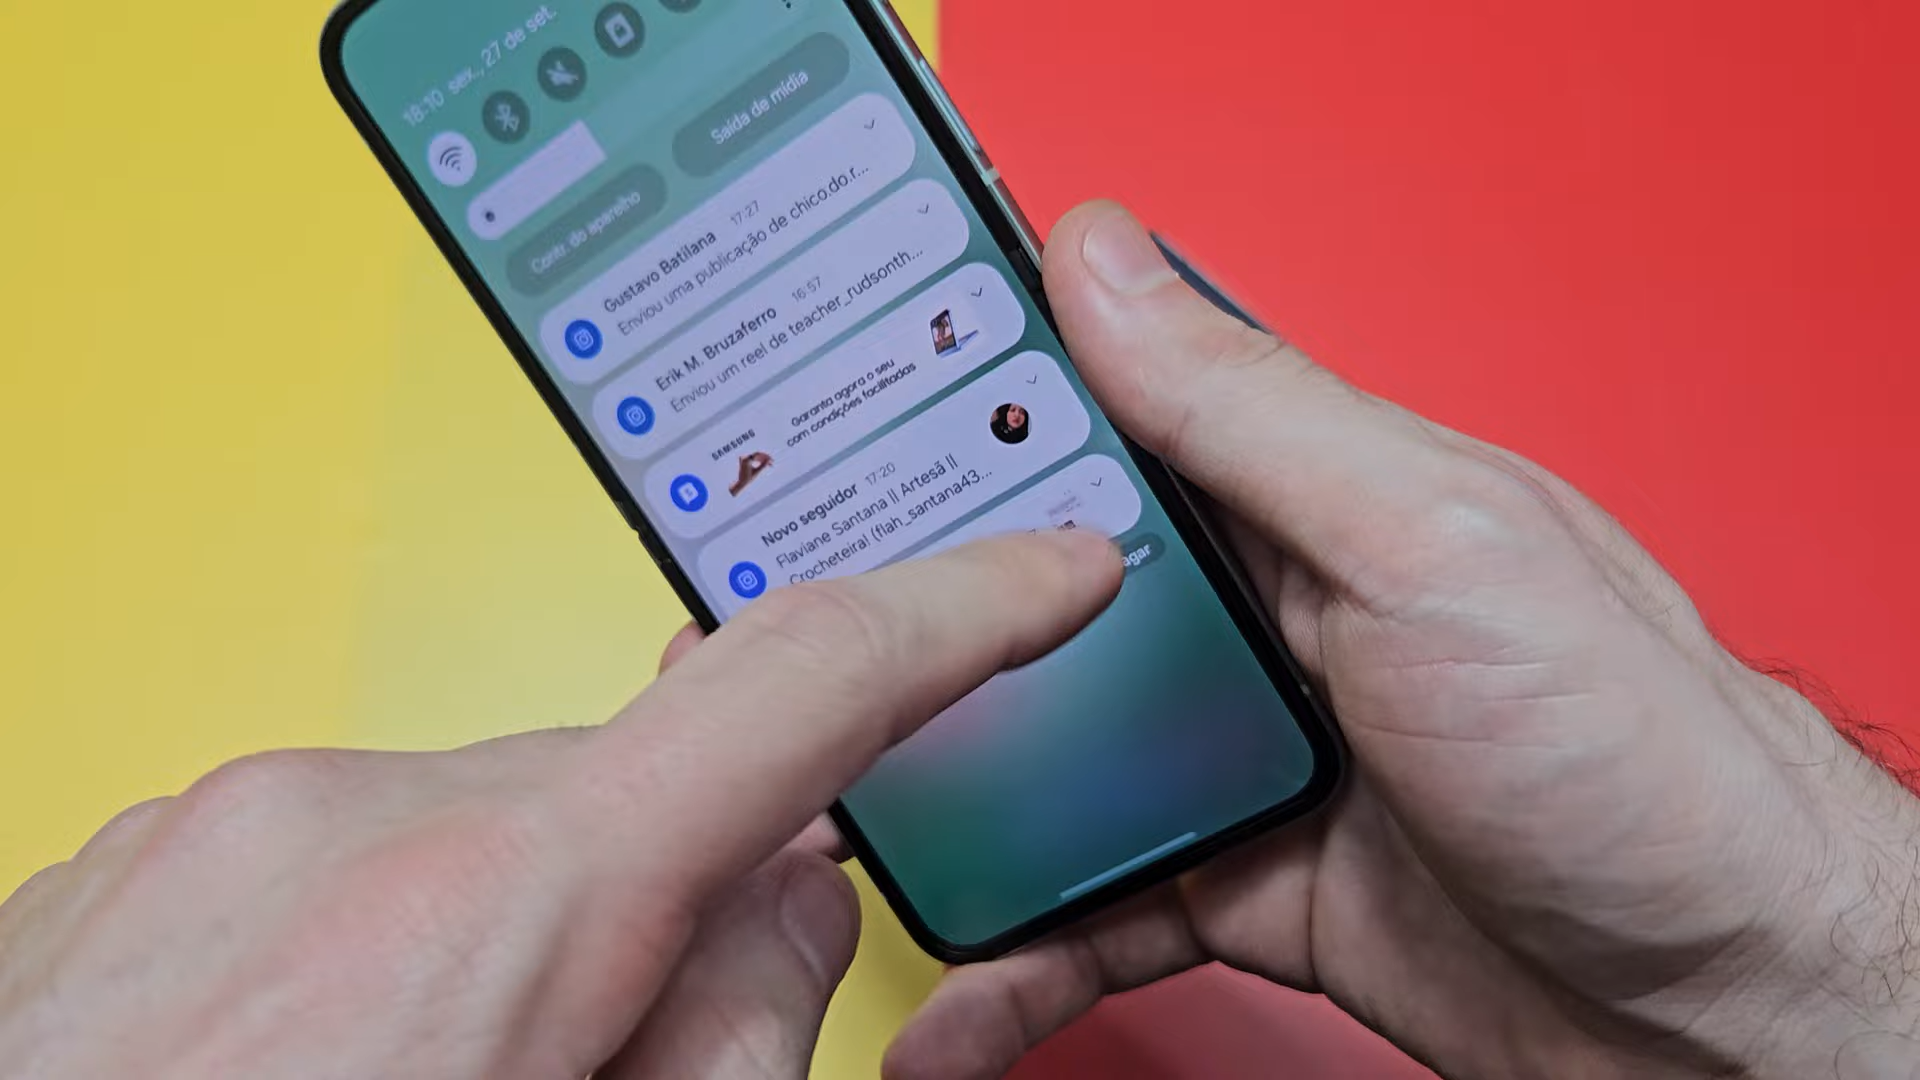 18:10 sex., 27 de set.
Contr. do aparelho
Saída de mídia
Gustavo Batilana 17:27
Enviou uma publicação de chico.do.r...
Erik M. Bruzaferro 16:57
Enviou um reel de teacher_rudsonth...
SAMSUNG
Garanta agora o seu
com condições facilitadas
Novo seguidor 17:20
Flaviane Santana || Artesã ||
Crocheteira! (flah_santana43...
agar